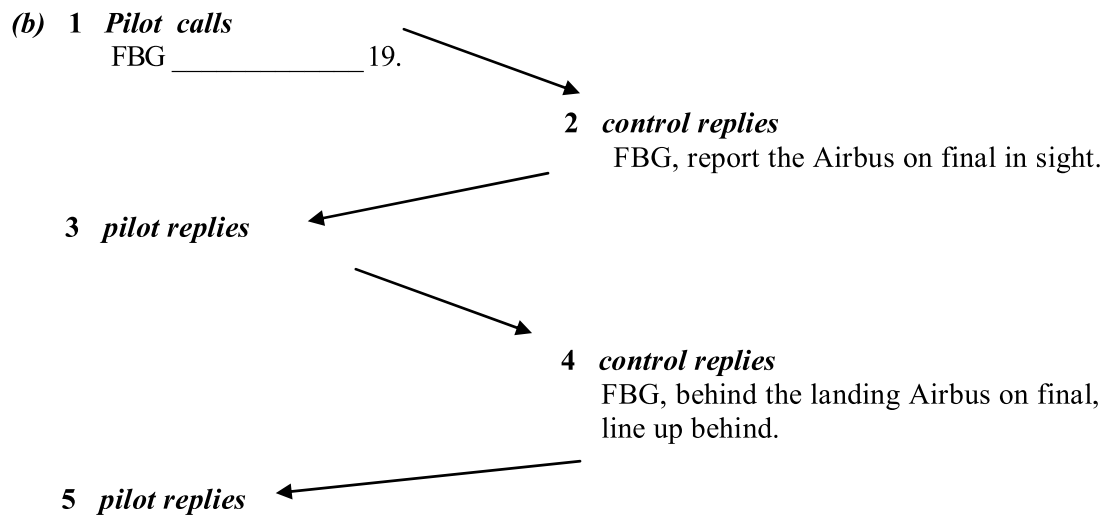 (b) 1 Pilot calls
FBG ______________ 19.
2 control replies
FBG, report the Airbus on final in sight.
3 pilot replies
4 control replies
FBG, behind the landing Airbus on final,
line up behind.
5 pilot replies